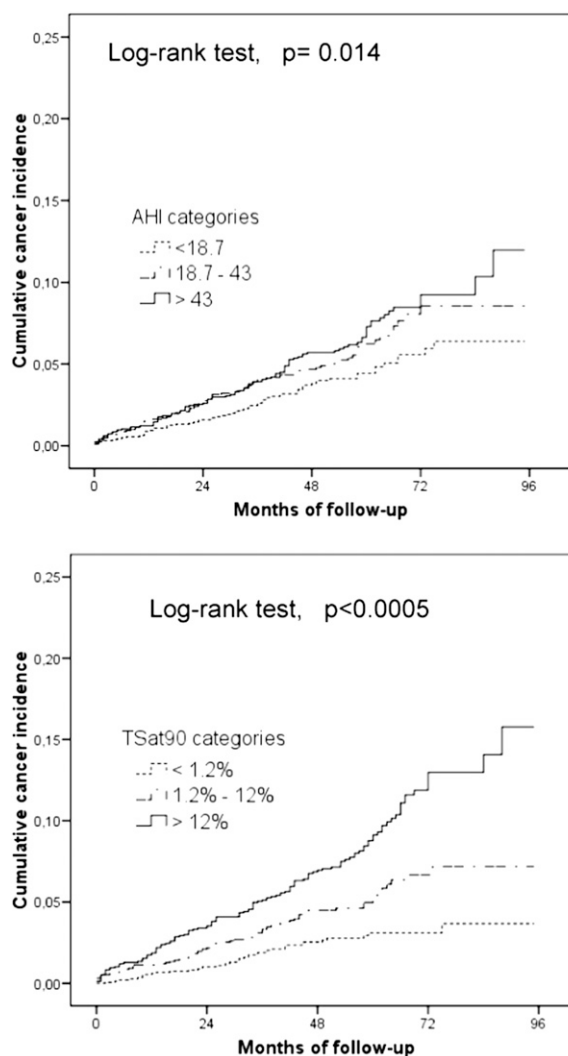 0,25
Log-rank test, p= 0.014
0,20
Cumulative cancer incidence
0,15
AHI categories
<18.7
18.7 - 43
> 43
0,10
0,05
0,00
0 24 48 72 96
Months of follow-up
0,25
Log-rank test, p<0.0005
0,20
Cumulative cancer incidence
0,15
TSat90 categories
< 1.2%
1.2% - 12%
> 12%
0,10
0,05
0,00
0 24 48 72 96
Months of follow-up